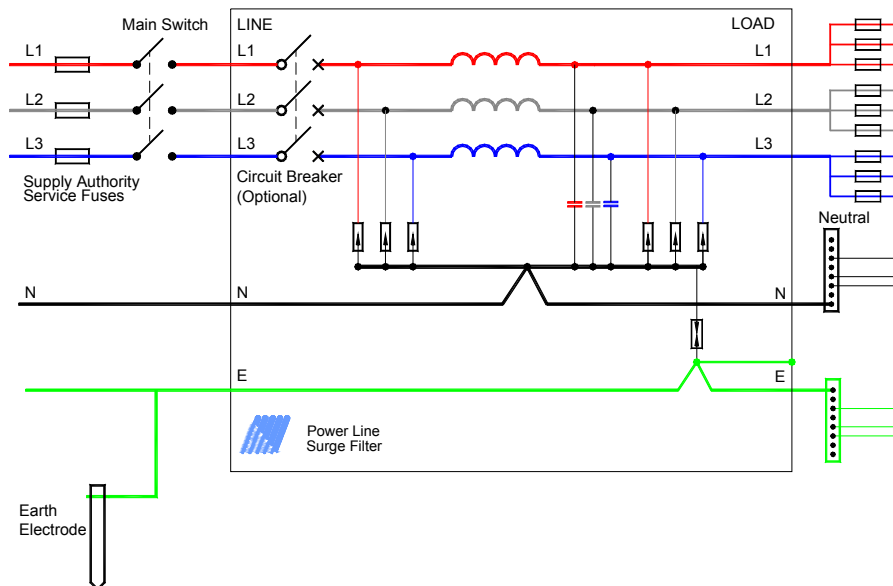 Main Switch
LINE
LOAD
L1
L1
L1
L2
L2
L2
L3
L3
L3
Supply Authority
Service Fuses
Circuit Breaker
(Optional)
Neutral
N
N
N
E
E
Power Line
Surge Filter
Earth
Electrode